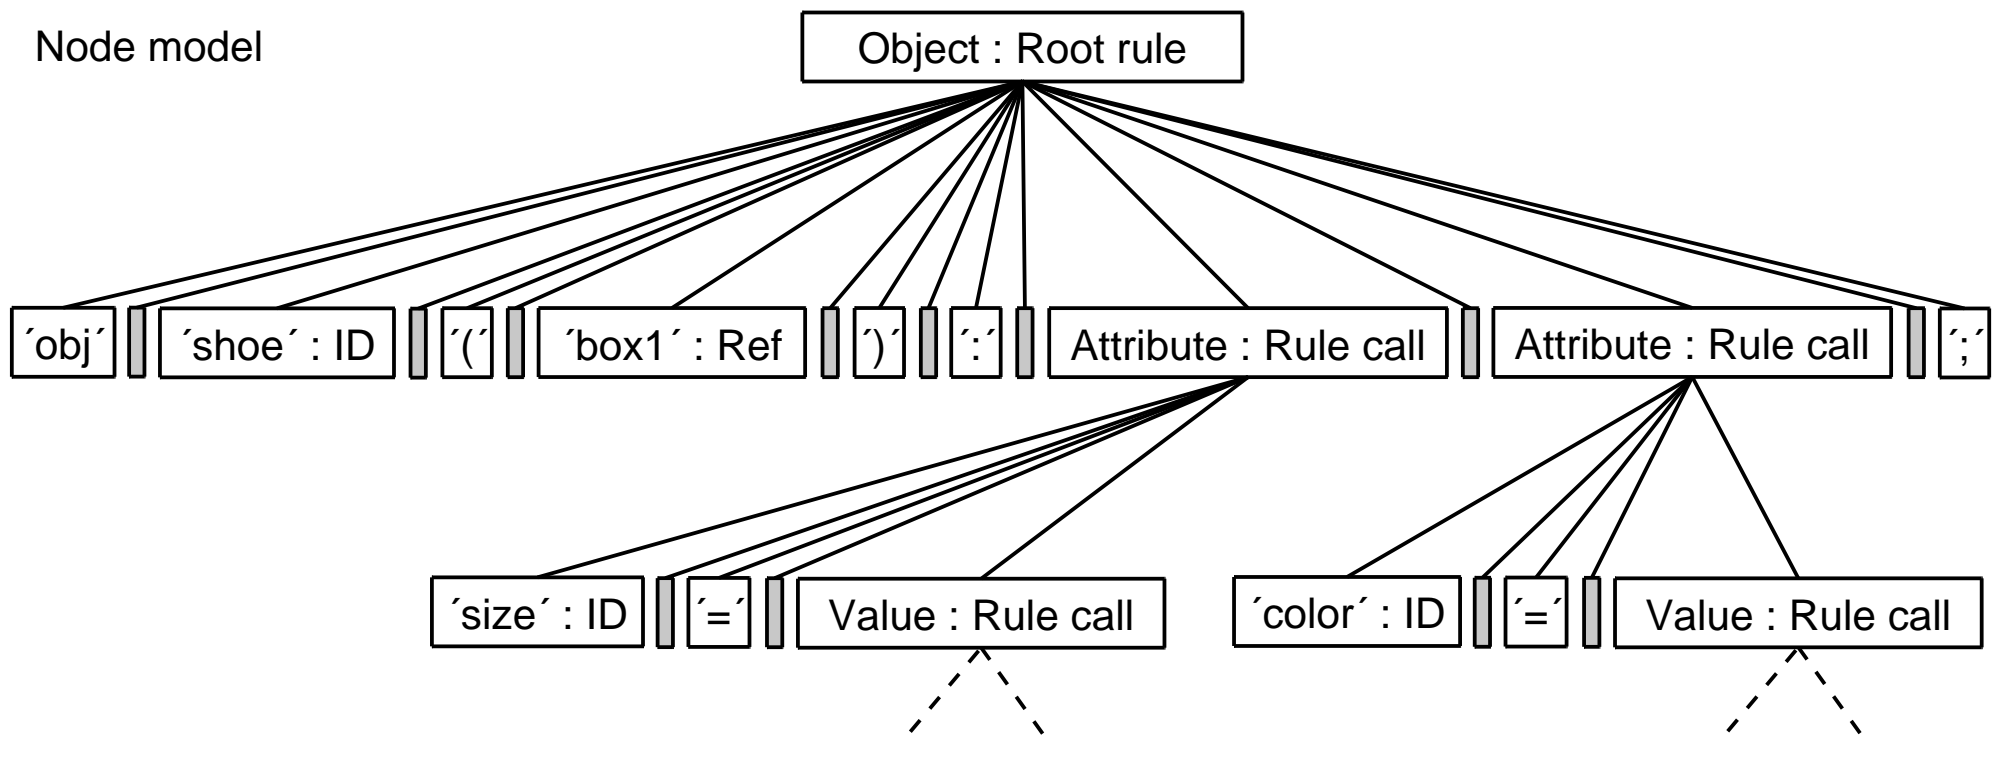 Node model
Object : Root rule
´obj´ ´shoe´ : ID ´(´ ´box1´ : Ref ´)´ ´:´ Attribute : Rule call Attribute : Rule call ´;´
´size´ : ID ´=´ Value : Rule call ´color´ : ID ´=´ Value : Rule call